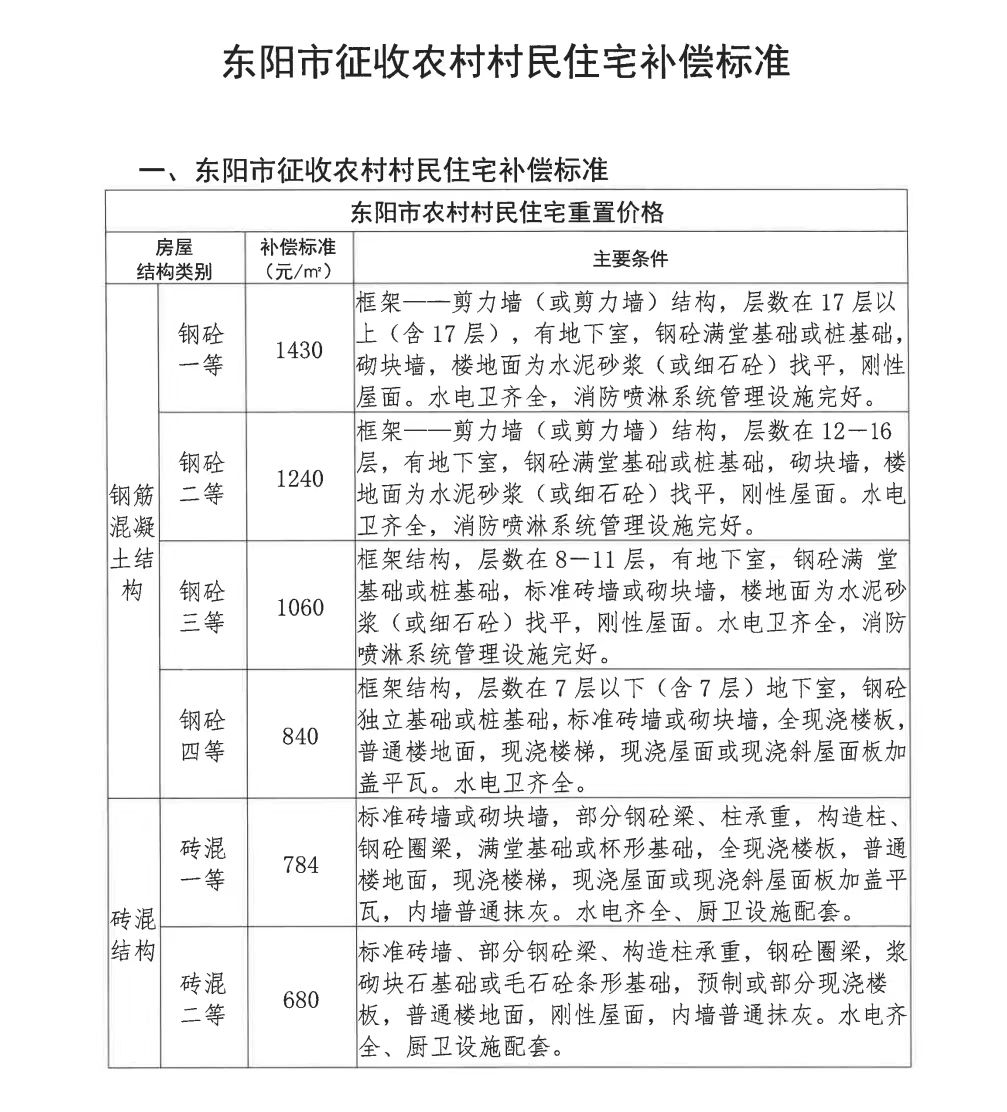 东阳市征收农村村民住宅补偿标准
一、东阳市征收农村村民住宅补偿标准
东阳市农村村民住宅重置价格
房屋
结构类别
补偿标准
（元/㎡）
主要条件
钢筋
混凝
土结
构
钢砼
一等
1430
框架——剪力墙（或剪力墙）结构，层数在17层以
上（含17层），有地下室，钢砼满堂基础或桩基础，
砌块墙，楼地面为水泥砂浆（或细石砼）找平，刚性
屋面。水电卫齐全，消防喷淋系统管理设施完好。
钢砼
二等
1240
框架——剪力墙（或剪力墙）结构，层数在12—16
层，有地下室，钢砼满堂基础或桩基础，砌块墙，楼
地面为水泥砂浆（或细石砼）找平，刚性屋面。水电
卫齐全，消防喷淋系统管理设施完好。
钢砼
三等
1060
框架结构，层数在8—11层，有地下室，钢砼满 堂
基础或桩基础，标准砖墙或砌块墙，楼地面为水泥砂
浆（或细石砼）找平，刚性屋面。水电卫齐全，消防
喷淋系统管理设施完好。
钢砼
四等
840
框架结构，层数在7层以下（含7层）地下室，钢砼
独立基础或桩基础，标准砖墙或砌块墙，全现浇楼板，
普通楼地面，现浇楼梯，现浇屋面或现浇斜屋面板加
盖平瓦。水电卫齐全。
砖混
结构
砖混
一等
784
标准砖墙或砌块墙，部分钢砼梁、柱承重，构造柱、
钢砼圈梁，满堂基础或杯形基础，全现浇楼板，普通
楼地面，现浇楼梯，现浇屋面或现浇斜屋面板加盖平
瓦，内墙普通抹灰。水电齐全、厨卫设施配套。
砖混
二等
680
标准砖墙、部分钢砼梁、构造柱承重，钢砼圈梁，浆
砌块石基础或毛石砼条形基础，预制或部分现浇楼
板，普通楼地面，刚性屋面，内墙普通抹灰。水电齐
全、厨卫设施配套。